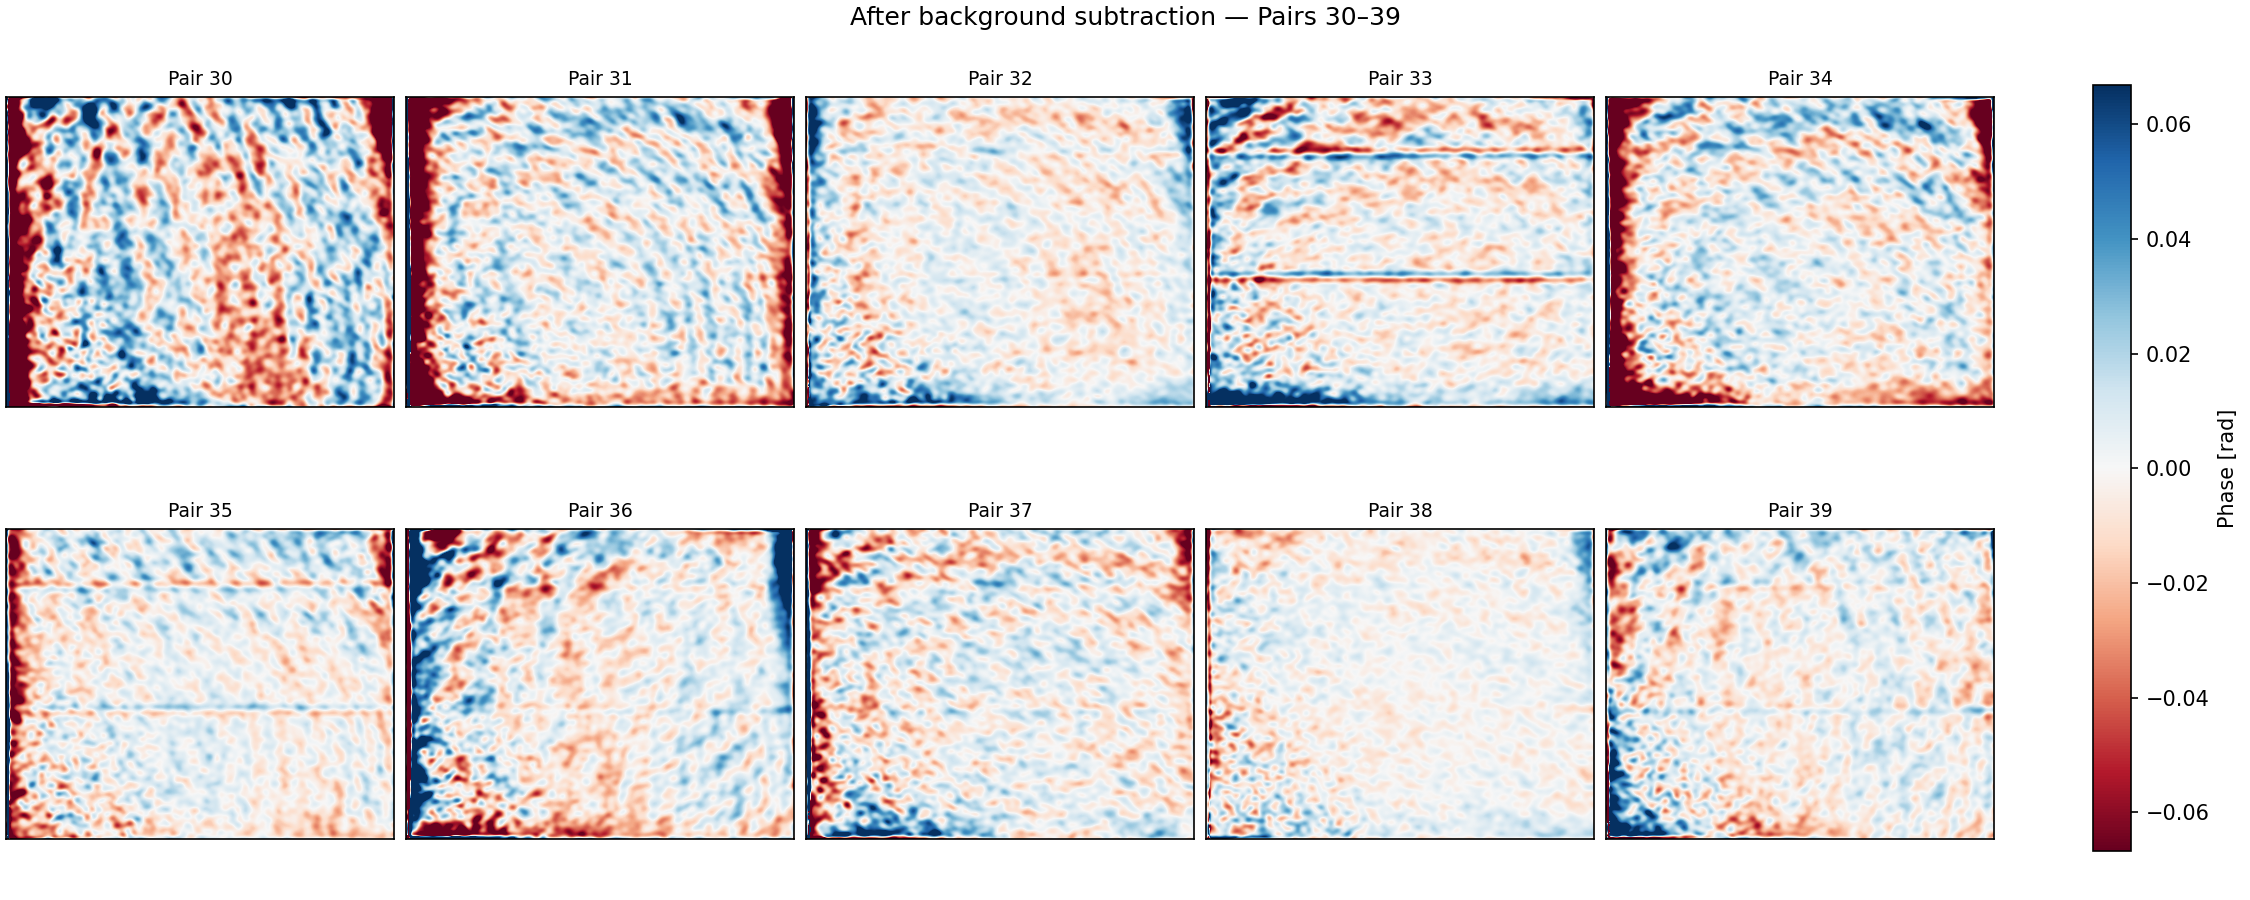 After background subtraction — Pairs 30–39
Pair 30
Pair 31
Pair 32
Pair 33
Pair 34
Pair 35
Pair 36
Pair 37
Pair 38
Pair 39
0.06
0.04
0.02
0.00
−0.02
−0.04
−0.06
Phase [rad]